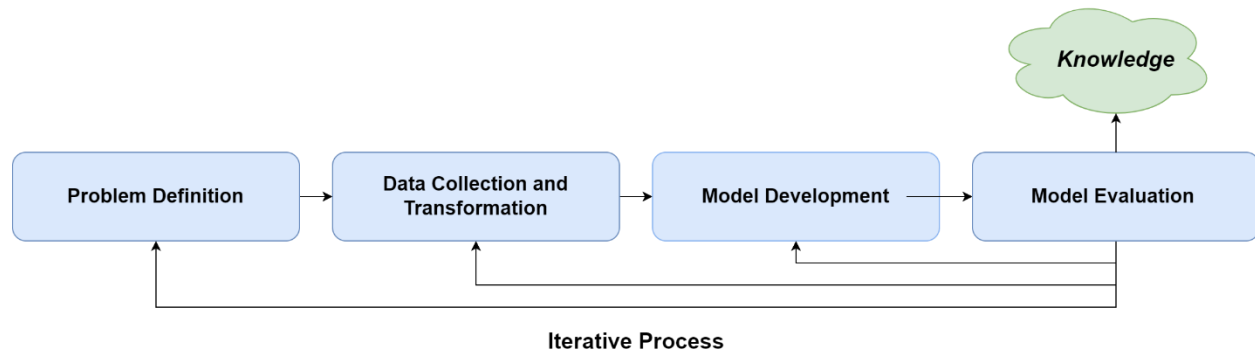 Knowledge
Problem Definition
Data Collection and
Transformation
Model Development
Model Evaluation
Iterative Process